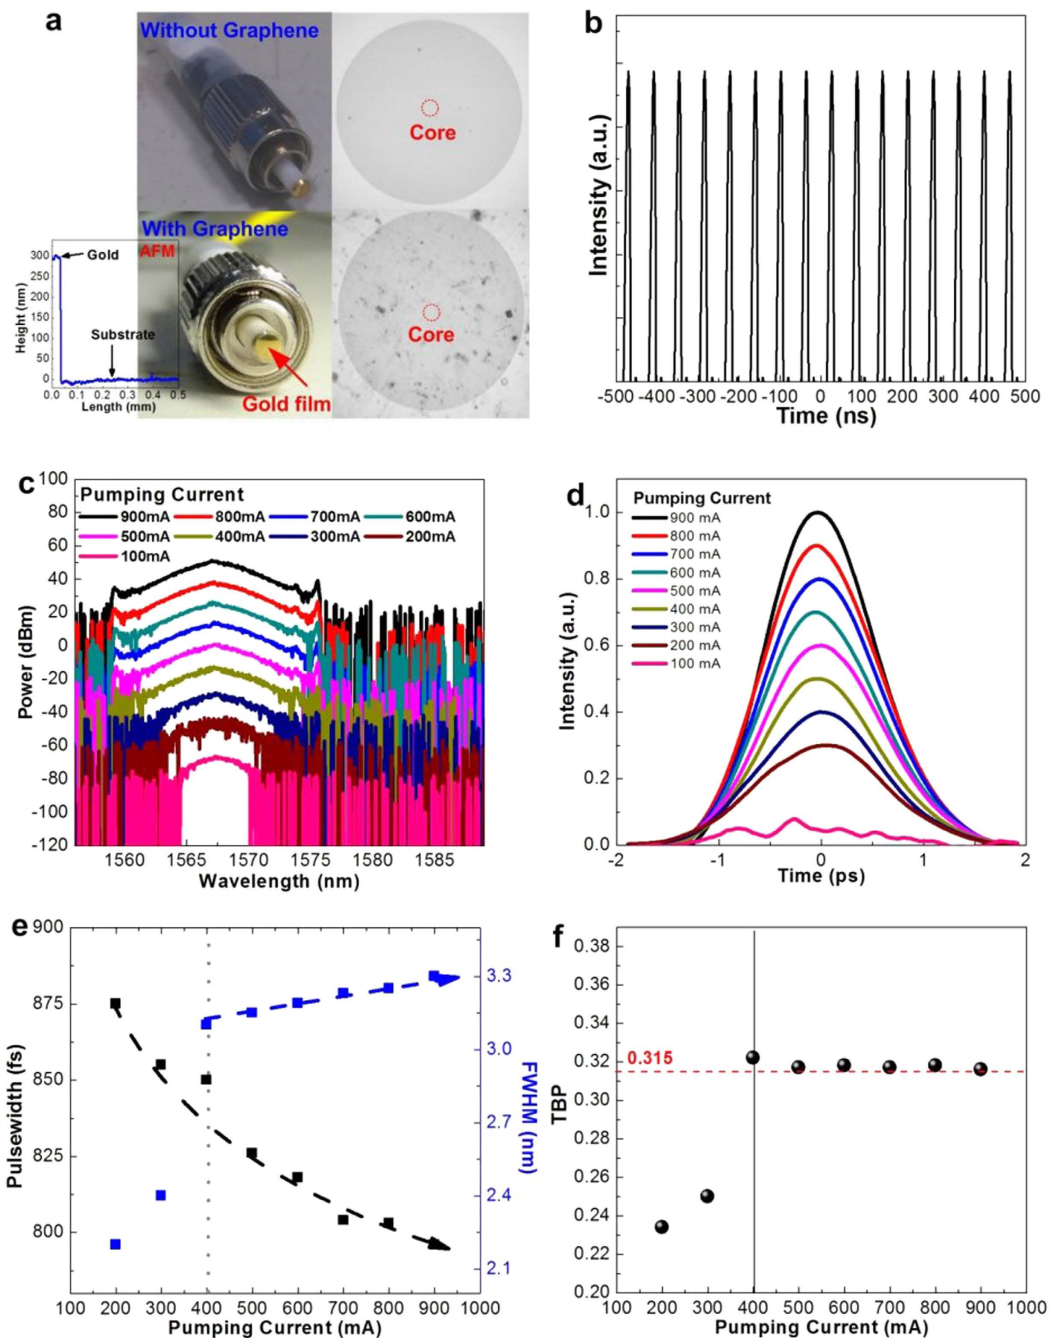 a
Without Graphene
Core
With Graphene
AFM
Gold
Substrate
Height (nm)
300
250
200
150
100
50
0
0.0 0.1 0.2 0.3 0.4 0.5
Length (mm)
Core
Gold film
b
Intensity (a.u.)
-500 -400 -300 -200 -100 0 100 200 300 400 500
Time (ns)
c
Pumping Current
900mA 800mA 700mA 600mA
500mA 400mA 300mA 200mA
100mA
Power (dBm)
100
80
60
40
20
0
-20
-40
-60
-80
-100
-120
1560 1565 1570 1575 1580 1585
Wavelength (nm)
d
Pumping Current
900 mA
800 mA
700 mA
600 mA
500 mA
400 mA
300 mA
200 mA
100 mA
Intensity (a.u.)
1.0
0.8
0.6
0.4
0.2
0.0
-2 -1 0 1 2
Time (ps)
e
Pulsewidth (fs)
900
875
850
825
800
3.3
3.0
2.7
2.4
2.1
FWHM (nm)
100 200 300 400 500 600 700 800 900 1000
Pumping Current (mA)
f
TBP
0.38
0.36
0.34
0.32
0.30
0.28
0.26
0.24
0.22
0.20
0.315
100 200 300 400 500 600 700 800 900 1000
Pumping Current (mA)